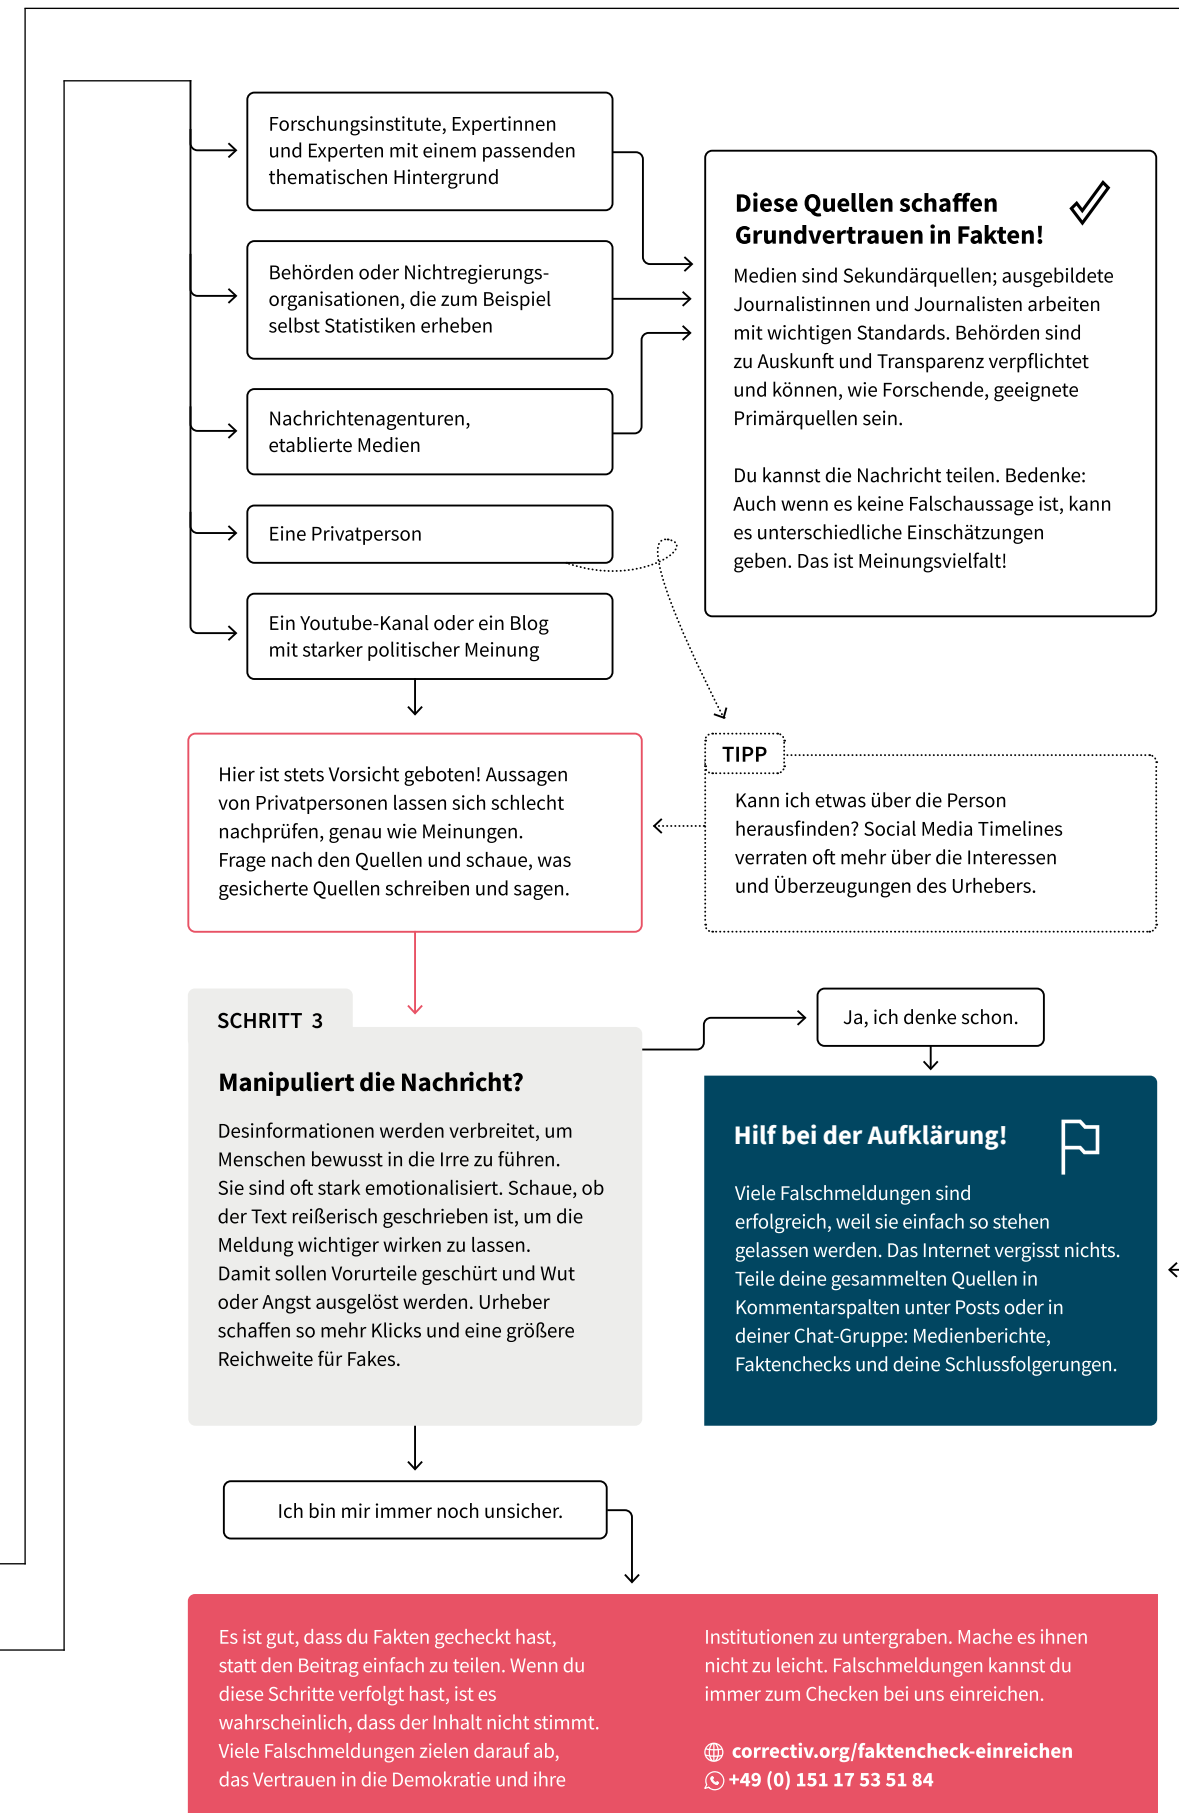 Forschungsinstitute, Expertinnen
und Experten mit einem passenden
thematischen Hintergrund
Behörden oder Nichtregierungs-
organisationen, die zum Beispiel
selbst Statistiken erheben
Nachrichtenagenturen,
etablierte Medien
Eine Privatperson
Ein Youtube-Kanal oder ein Blog
mit starker politischer Meinung
Diese Quellen schaffen
Grundvertrauen in Fakten!
Medien sind Sekundärquellen; ausgebildete
Journalistinnen und Journalisten arbeiten
mit wichtigen Standards. Behörden sind
zu Auskunft und Transparenz verpflichtet
und können, wie Forschende, geeignete
Primärquellen sein.
Du kannst die Nachricht teilen. Bedenke:
Auch wenn es keine Falschaussage ist, kann
es unterschiedliche Einschätzungen
geben. Das ist Meinungsvielfalt!
Hier ist stets Vorsicht geboten! Aussagen
von Privatpersonen lassen sich schlecht
nachprüfen, genau wie Meinungen.
Frage nach den Quellen und schaue, was
gesicherte Quellen schreiben und sagen.
TIPP
Kann ich etwas über die Person
herausfinden? Social Media Timelines
verraten oft mehr über die Interessen
und Überzeugungen des Urhebers.
SCHRITT 3
Manipuliert die Nachricht?
Desinformationen werden verbreitet, um
Menschen bewusst in die Irre zu führen.
Sie sind oft stark emotionalisiert. Schaue, ob
der Text reißerisch geschrieben ist, um die
Meldung wichtiger wirken zu lassen.
Damit sollen Vorurteile geschürt und Wut
oder Angst ausgelöst werden. Urheber
schaffen so mehr Klicks und eine größere
Reichweite für Fakes.
Ja, ich denke schon.
Hilf bei der Aufklärung!
Viele Falschmeldungen sind
erfolgreich, weil sie einfach so stehen
gelassen werden. Das Internet vergisst nichts.
Teile deine gesammelten Quellen in
Kommentarspalten unter Posts oder in
deiner Chat-Gruppe: Medienberichte,
Faktenchecks und deine Schlussfolgerungen.
Ich bin mir immer noch unsicher.
Es ist gut, dass du Fakten gecheckt hast,
statt den Beitrag einfach zu teilen. Wenn du
diese Schritte verfolgt hast, ist es
wahrscheinlich, dass der Inhalt nicht stimmt.
Viele Falschmeldungen zielen darauf ab,
das Vertrauen in die Demokratie und ihre
Institutionen zu untergraben. Mache es ihnen
nicht zu leicht. Falschmeldungen kannst du
immer zum Checken bei uns einreichen.
correctiv.org/faktencheck-einreichen
+49 (0) 151 17 53 51 84